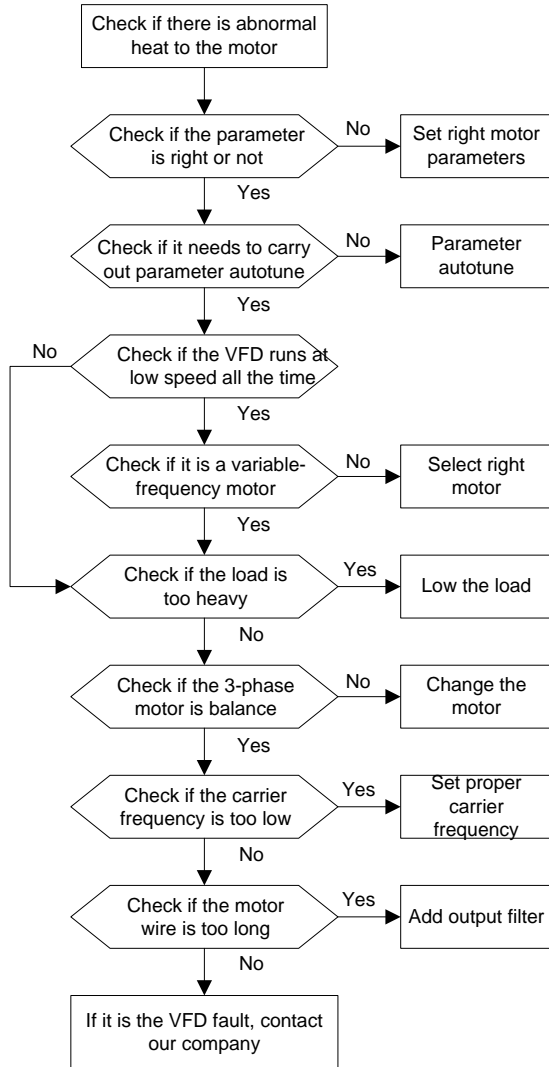 Check if there is abnormal
heat to the motor
Check if the parameter
is right or not
No
Set right motor
parameters
Yes
Check if it needs to carry
out parameter autotune
No
Parameter
autotune
Yes
No
Check if the VFD runs at
low speed all the time
Yes
Check if it is a variable-
frequency motor
No
Select right
motor
Yes
Check if the load is
too heavy
Yes
Low the load
No
Check if the 3-phase
motor is balance
No
Change the
motor
Yes
Check if the carrier
frequency is too low
Yes
Set proper
carrier
frequency
No
Check if the motor
wire is too long
Yes
Add output filter
No
If it is the VFD fault, contact
our company